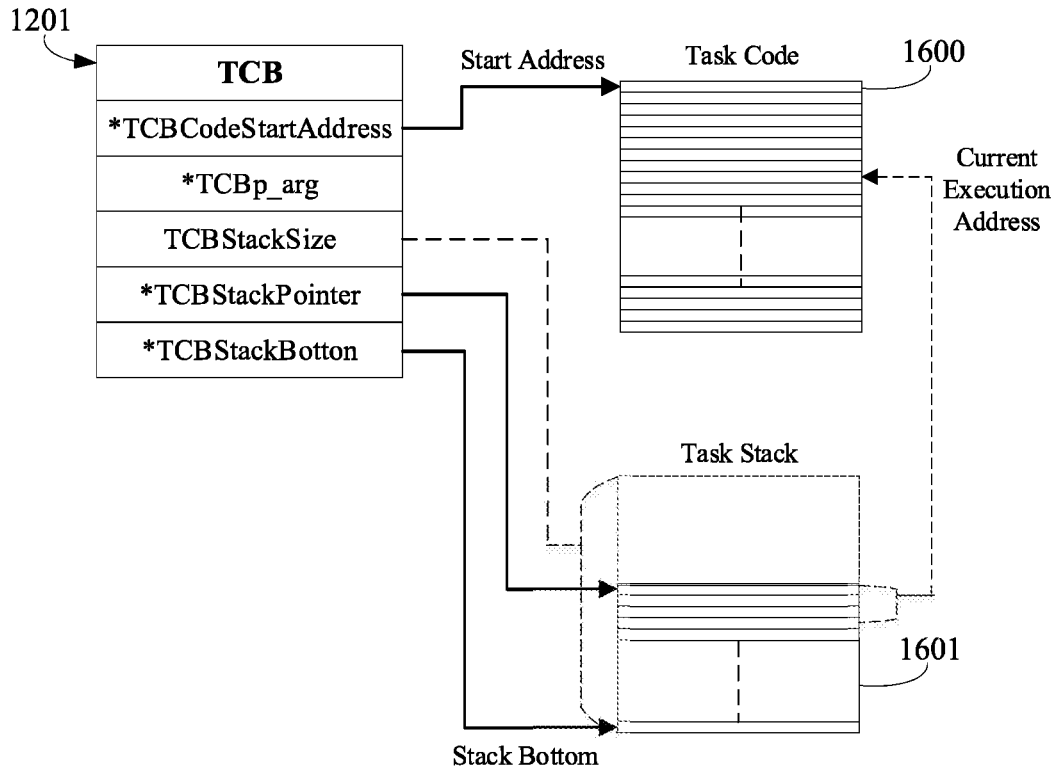 1201
TCB
*TCBCodeStartAddress
*TCBp_arg
TCBStackSize
*TCBStackPointer
*TCBStackBotton
Start Address
Task Code
1600
Current
Execution
Address
Task Stack
1601
Stack Bottom